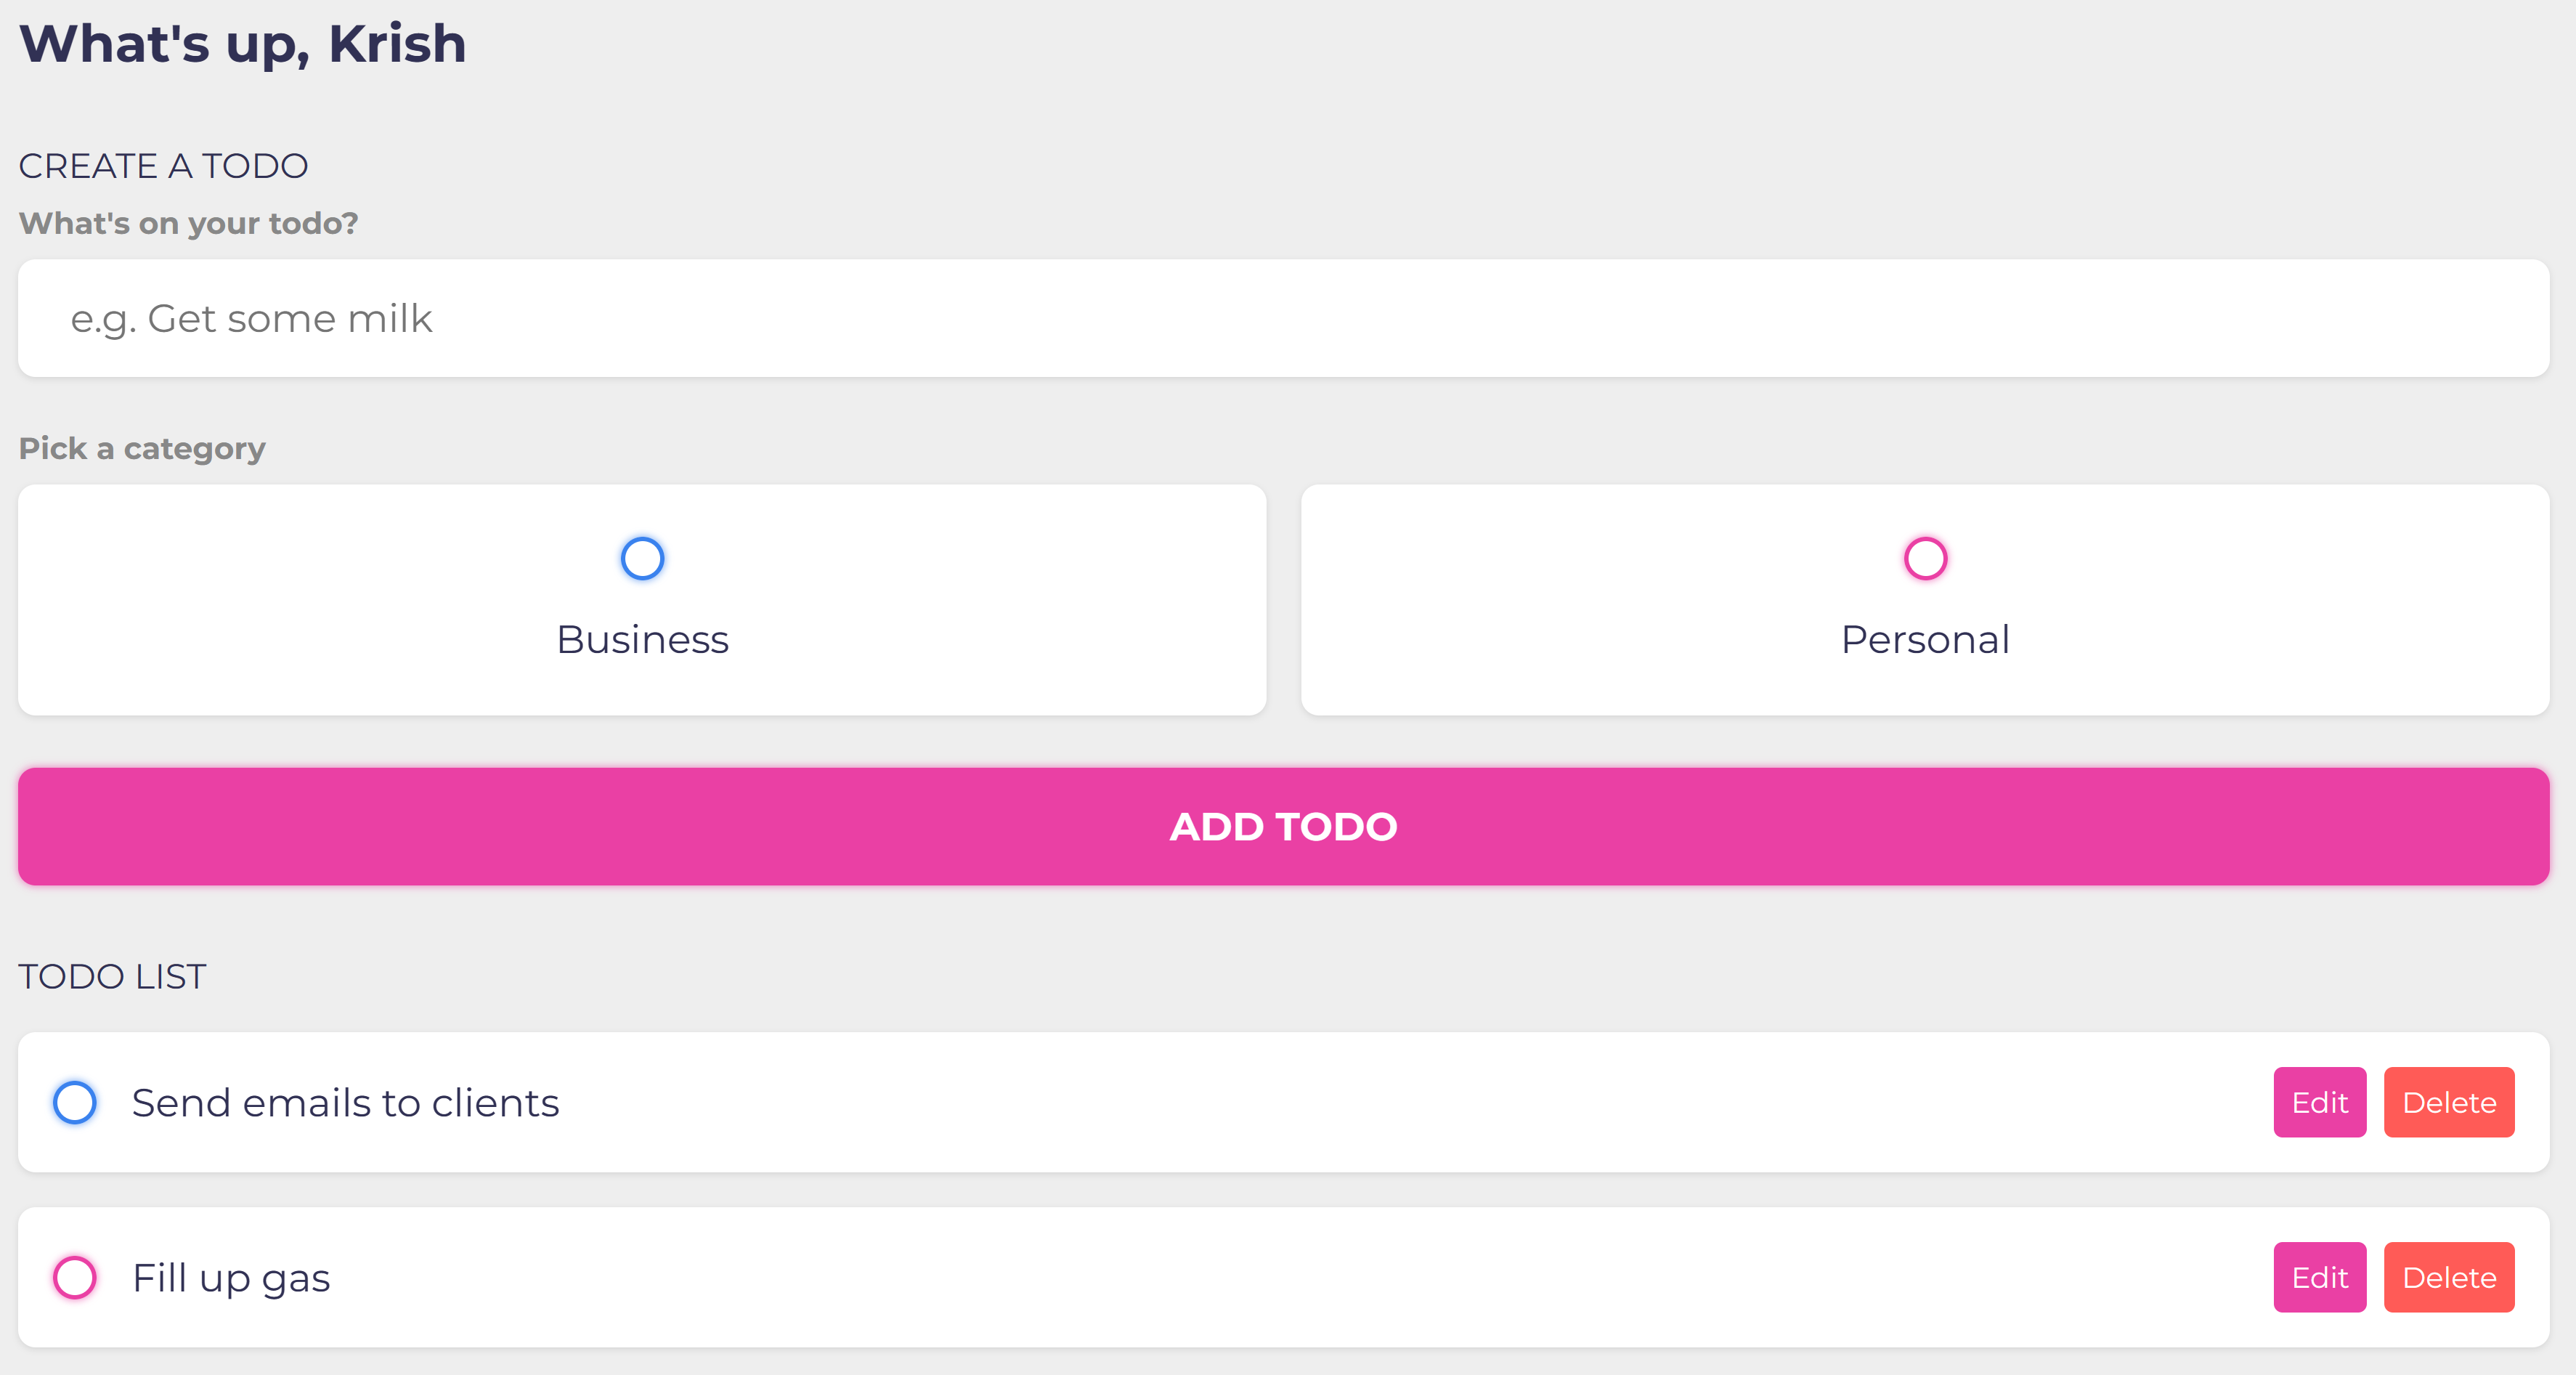 What's up, Krish
CREATE A TODO
What's on your todo?
e.g. Get some milk
Pick a category
Business
Personal
ADD TODO
TODO LIST
Send emails to clients
Edit
Delete
Fill up gas
Edit
Delete